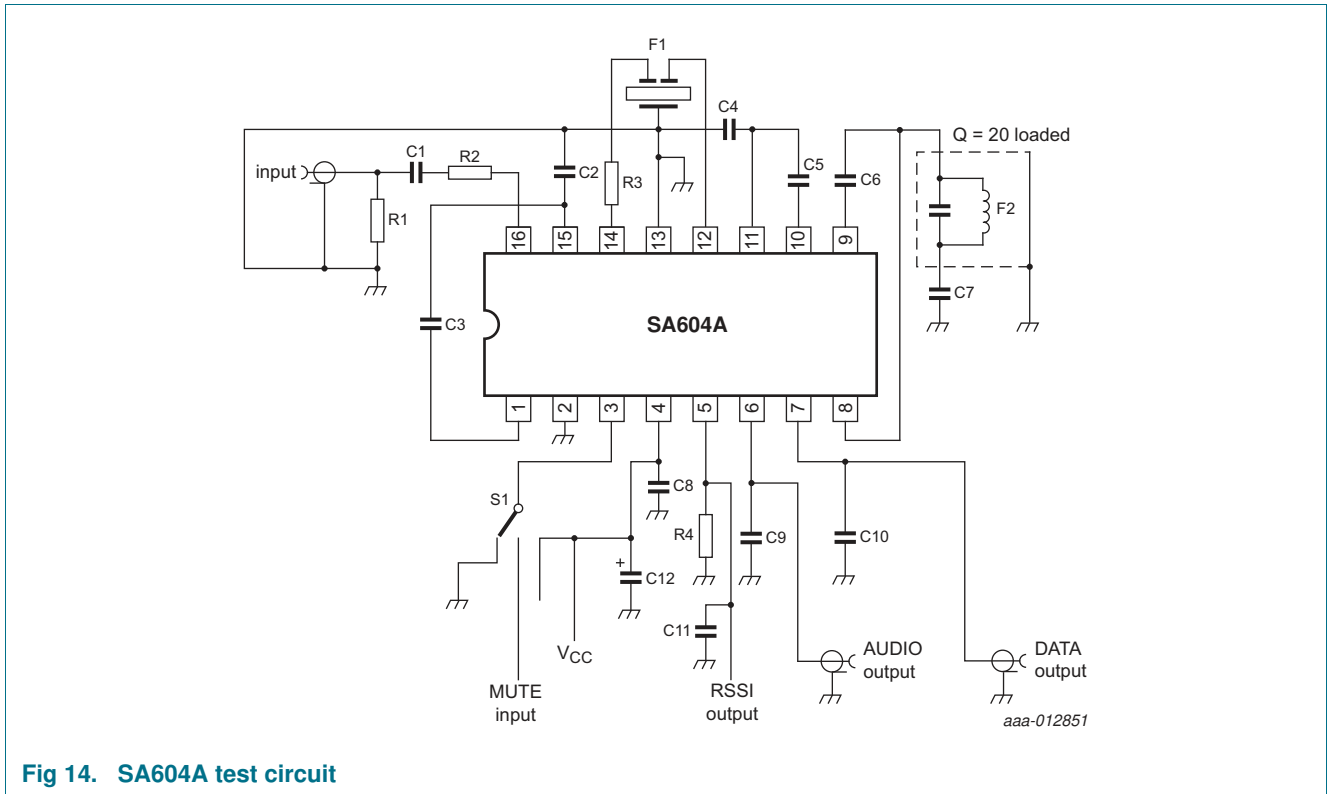 F1
C4
Q = 20 loaded
input
C1
R2
C2
R3
C5
C6
F2
R1
C7
16
15
14
13
12
11
10
9
C3
SA604A
1
2
3
4
5
6
7
8
S1
C8
R4
C9
C10
+
C12
C11
VCC
MUTE
input
RSSI
output
AUDIO
output
DATA
output
aaa-012851
Fig 14. SA604A test circuit